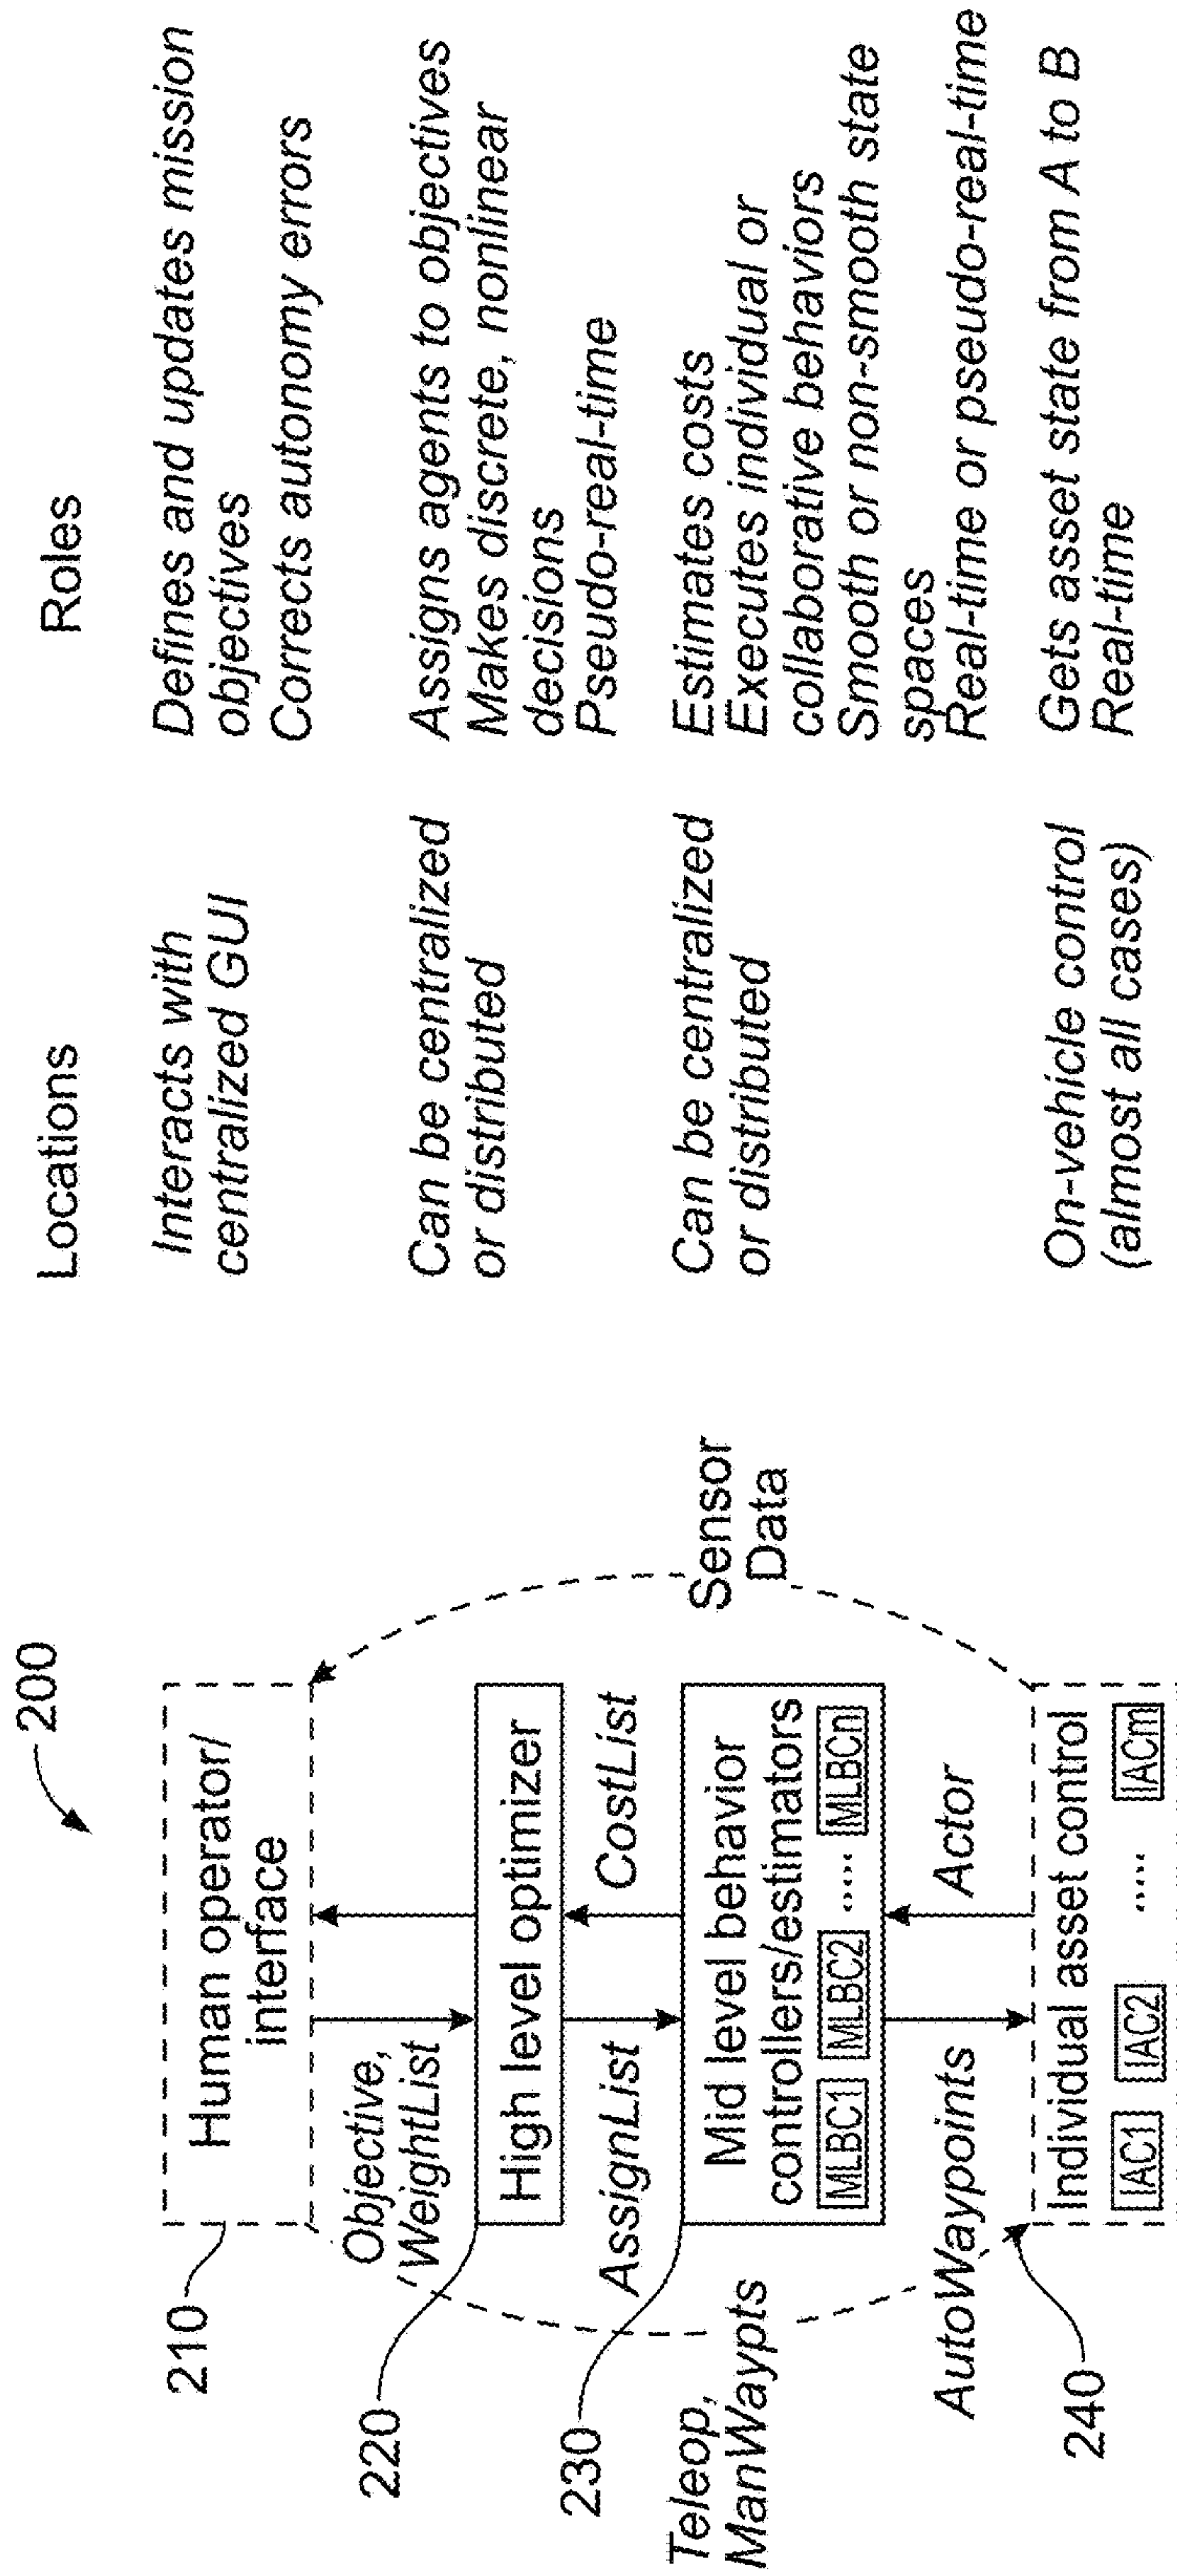 200
Locations
Roles
210
Human operator/
interface
Interacts with
centralized GUI
Defines and updates mission
objectives
Corrects autonomy errors
Objective,
WeightList
220
High level optimizer
Can be centralized
or distributed
Assigns agents to objectives
Makes discrete, nonlinear
decisions
Pseudo-real-time
AssignList
CostList
230
Mid level behavior
controllers/estimators
MLBC1 MLBC2 ..... MLBCn
Teleop,
ManWaypts
Sensor
Data
Can be centralized
or distributed
Estimates costs
Executes individual or
collaborative behaviors
Smooth or non-smooth state
spaces
Real-time or pseudo-real-time
AutoWaypoints
Actor
240
Individual asset control
IAC1 IAC2 ..... IACm
On-vehicle control
(almost all cases)
Gets asset state from A to B
Real-time